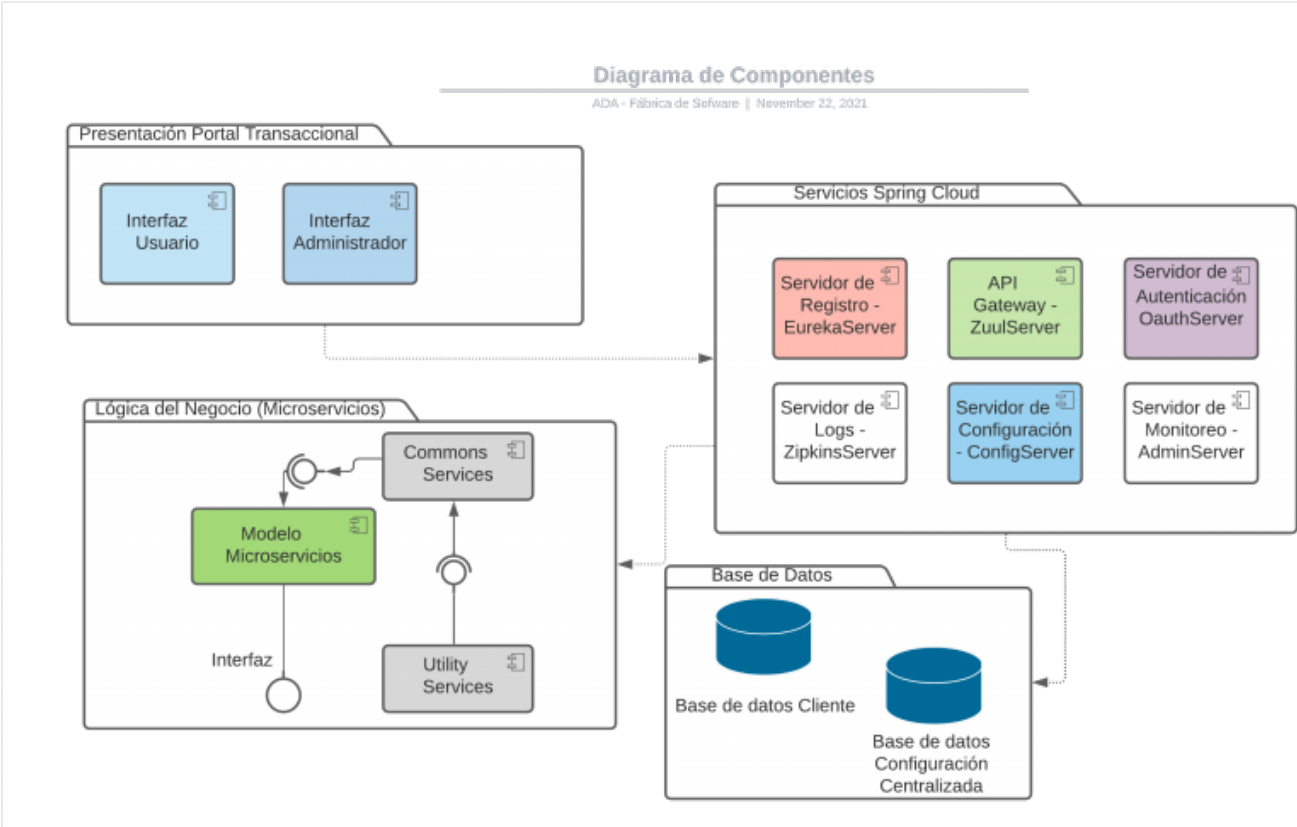 Diagrama de Componentes
ADA - Fábrica de Sofware || November 22, 2021
Presentación Portal Transaccional
Interfaz
Usuario
Interfaz
Administrador
Servicios Spring Cloud
Servidor de
Registro -
EurekaServer
API
Gateway -
ZuulServer
Servidor de
Autenticación
OauthServer
Servidor de
Logs -
ZipkinsServer
Servidor de
Configuración
- ConfigServer
Servidor de
Monitoreo -
AdminServer
Lógica del Negocio (Microservicios)
Commons
Services
Modelo
Microservicios
Interfaz
Utility
Services
Base de Datos
Base de datos Cliente
Base de datos
Configuración
Centralizada